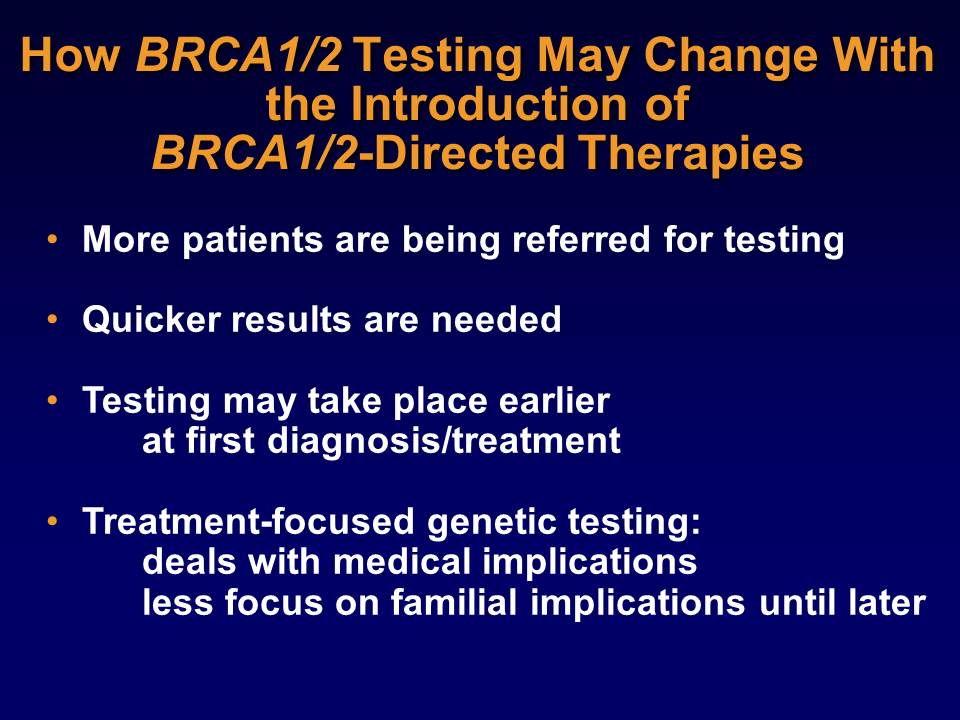 How BRCA1/2 Testing May Change With
the Introduction of
BRCA1/2-Directed Therapies
• More patients are being referred for testing
• Quicker results are needed
• Testing may take place earlier
at first diagnosis/treatment
• Treatment-focused genetic testing:
deals with medical implications
less focus on familial implications until later